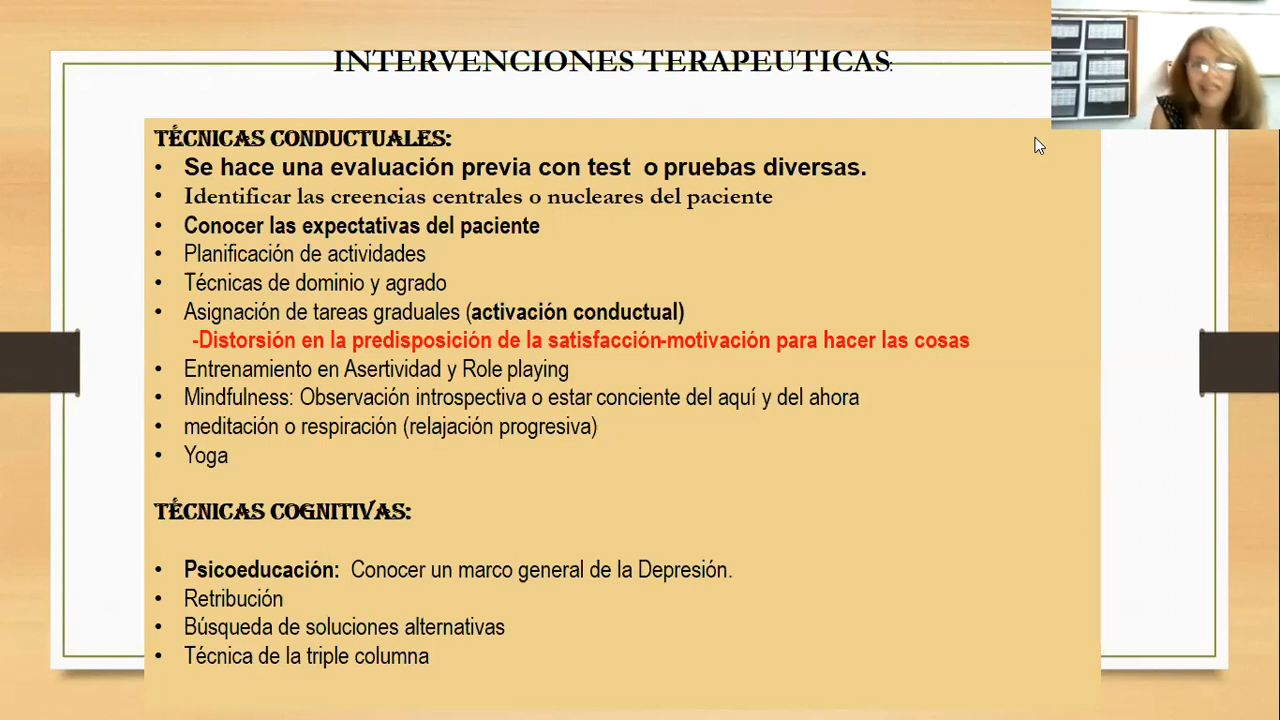 INTERVENCIONES TERAPEUTICAS:
TÉCNICAS CONDUCTUALES:
• Se hace una evaluación previa con test o pruebas diversas.
• Identificar las creencias centrales o nucleares del paciente
• Conocer las expectativas del paciente
• Planificación de actividades
• Técnicas de dominio y agrado
• Asignación de tareas graduales (activación conductual)
-Distorsión en la predisposición de la satisfacción-motivación para hacer las cosas
• Entrenamiento en Asertividad y Role playing
• Mindfulness: Observación introspectiva o estar conciente del aquí y del ahora
• meditación o respiración (relajación progresiva)
• Yoga
TÉCNICAS COGNITIVAS:
• Psicoeducación: Conocer un marco general de la Depresión.
• Retribución
• Búsqueda de soluciones alternativas
• Técnica de la triple columna